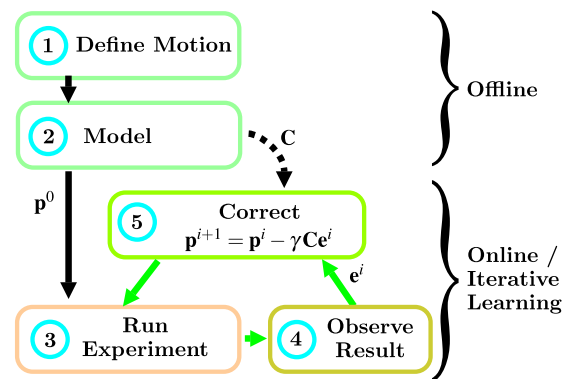 1 Define Motion
Offline
2 Model
C
p⁰
5 Correct
pⁱ⁺¹ = pⁱ − γCeⁱ
Online /
Iterative
Learning
eⁱ
3 Run
Experiment
4 Observe
Result